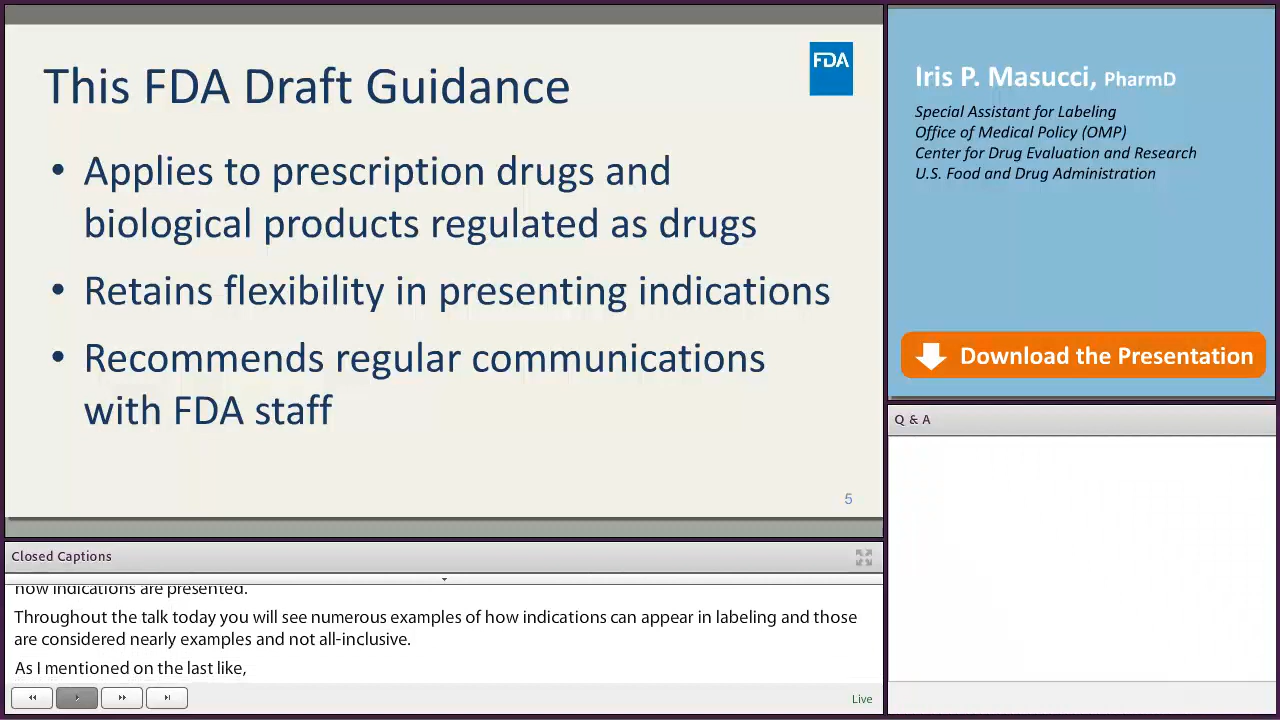 This FDA Draft Guidance
FDA
• Applies to prescription drugs and
biological products regulated as drugs
• Retains flexibility in presenting indications
• Recommends regular communications
with FDA staff
5
Iris P. Masucci, PharmD
Special Assistant for Labeling
Office of Medical Policy (OMP)
Center for Drug Evaluation and Research
U.S. Food and Drug Administration
Download the Presentation
Q & A
Closed Captions
how indications are presented.
Throughout the talk today you will see numerous examples of how indications can appear in labeling and those
are considered nearly examples and not all-inclusive.
As I mentioned on the last like,
Live